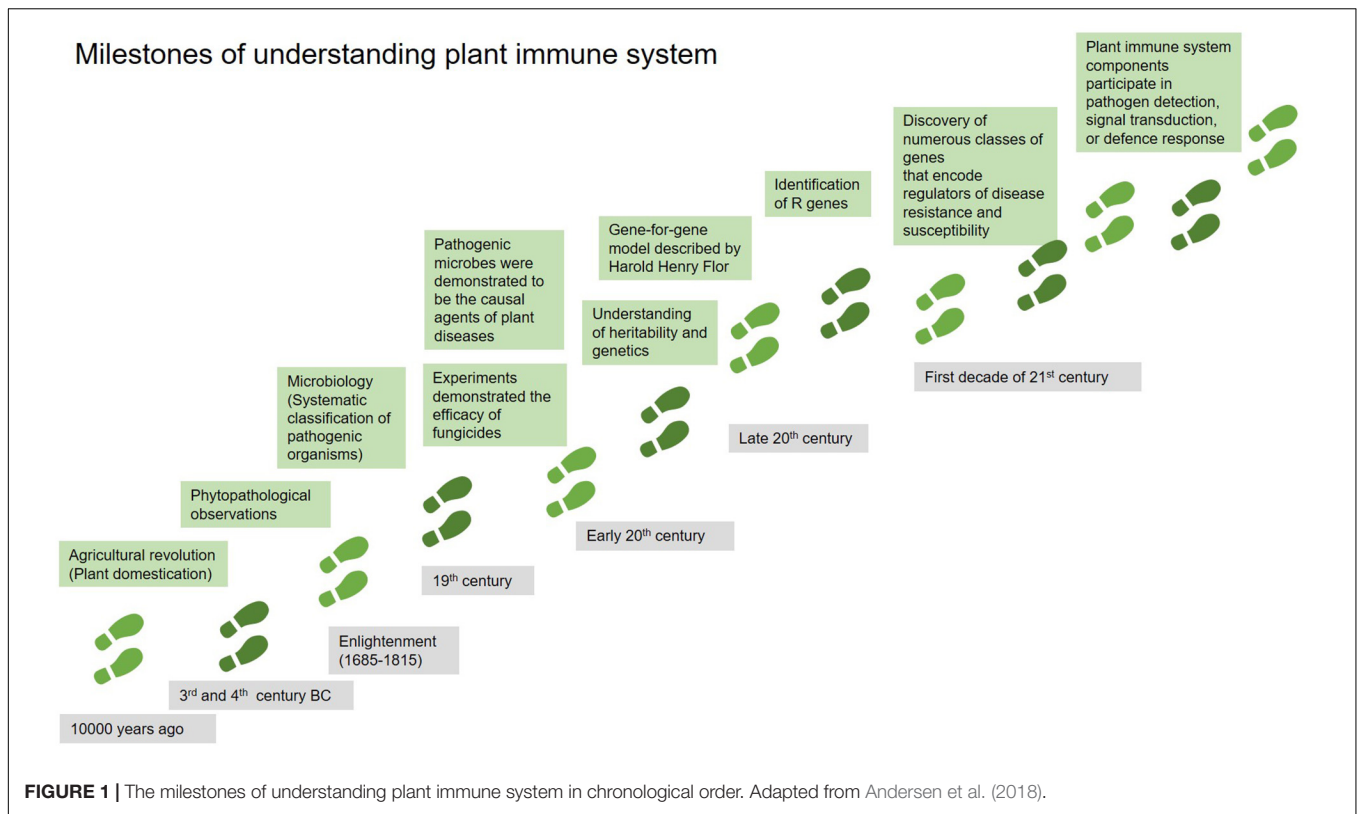 Milestones of understanding plant immune system
Plant immune system
components
participate in
pathogen detection,
signal transduction,
or defence response
Discovery of
numerous classes of
genes
that encode
regulators of disease
resistance and
susceptibility
Identification
of R genes
Gene-for-gene
model described by
Harold Henry Flor
Pathogenic
microbes were
demonstrated to
be the causal
agents of plant
diseases
Understanding
of heritability and
genetics
Microbiology
(Systematic
classification of
pathogenic
organisms)
Experiments
demonstrated the
efficacy of
fungicides
Phytopathological
observations
Agricultural revolution
(Plant domestication)
First decade of 21st century
Late 20th century
Early 20th century
19th century
Enlightenment
(1685-1815)
3rd and 4th century BC
10000 years ago
FIGURE 1 | The milestones of understanding plant immune system in chronological order. Adapted from Andersen et al. (2018).